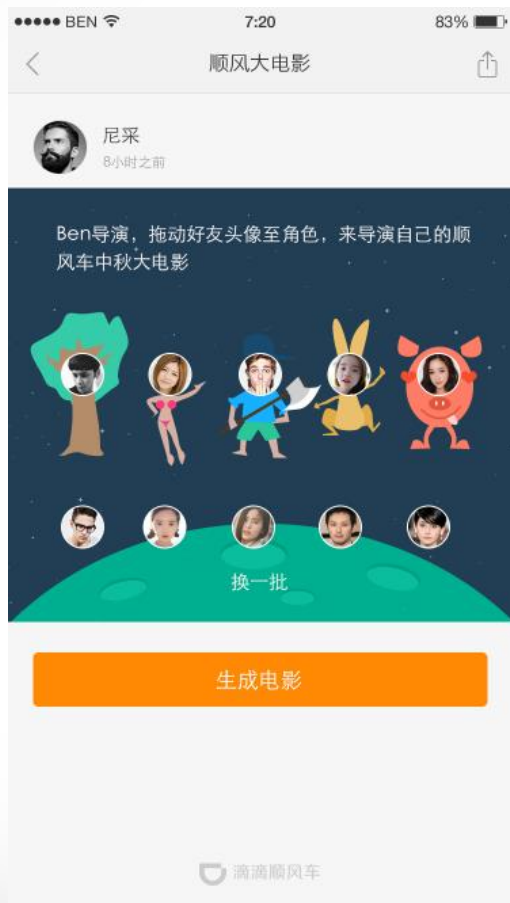 ●●●●● BEN 7:20 83%
顺风大电影
尼采
8小时之前
Ben导演，拖动好友头像至角色，来导演自己的顺
风车中秋大电影
换一批
生成电影
滴滴顺风车